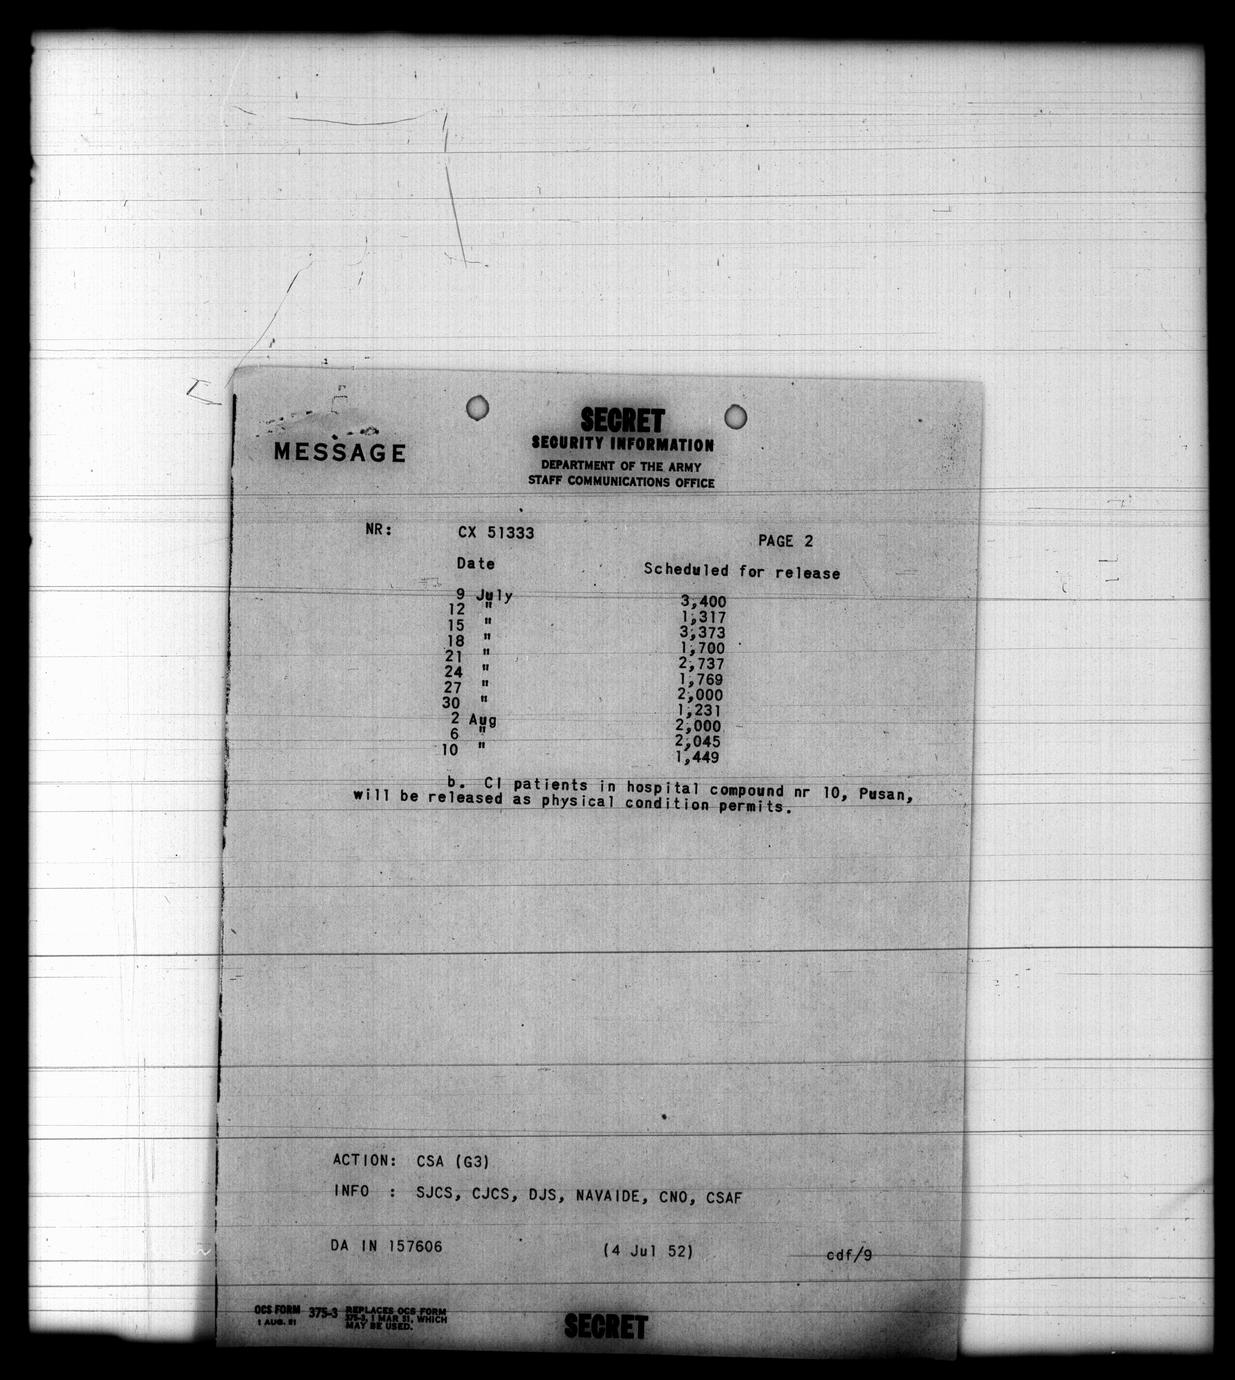 SECRET
SECURITY INFORMATION
MESSAGE
DEPARTMENT OF THE ARMY
STAFF COMMUNICATIONS OFFICE
NR: CX 51333 PAGE 2
Date Scheduled for release
9 July 3,400
12 " 1,317
15 " 3,373
18 " 1,700
21 " 2,737
24 " 1,769
27 " 2,000
30 " 1,231
2 Aug 2,000
6 " 2,045
10 " 1,449
b. CI patients in hospital compound nr 10, Pusan,
will be released as physical condition permits.
ACTION: CSA (G3)
INFO : SJCS, CJCS, DJS, NAVAIDE, CNO, CSAF
DA IN 157606 (4 Jul 52) cdf/9
OCS FORM 375-3 REPLACES OCS FORM
1 AUG. 51 375-3, 1 MAR 51, WHICH
MAY BE USED.
SECRET